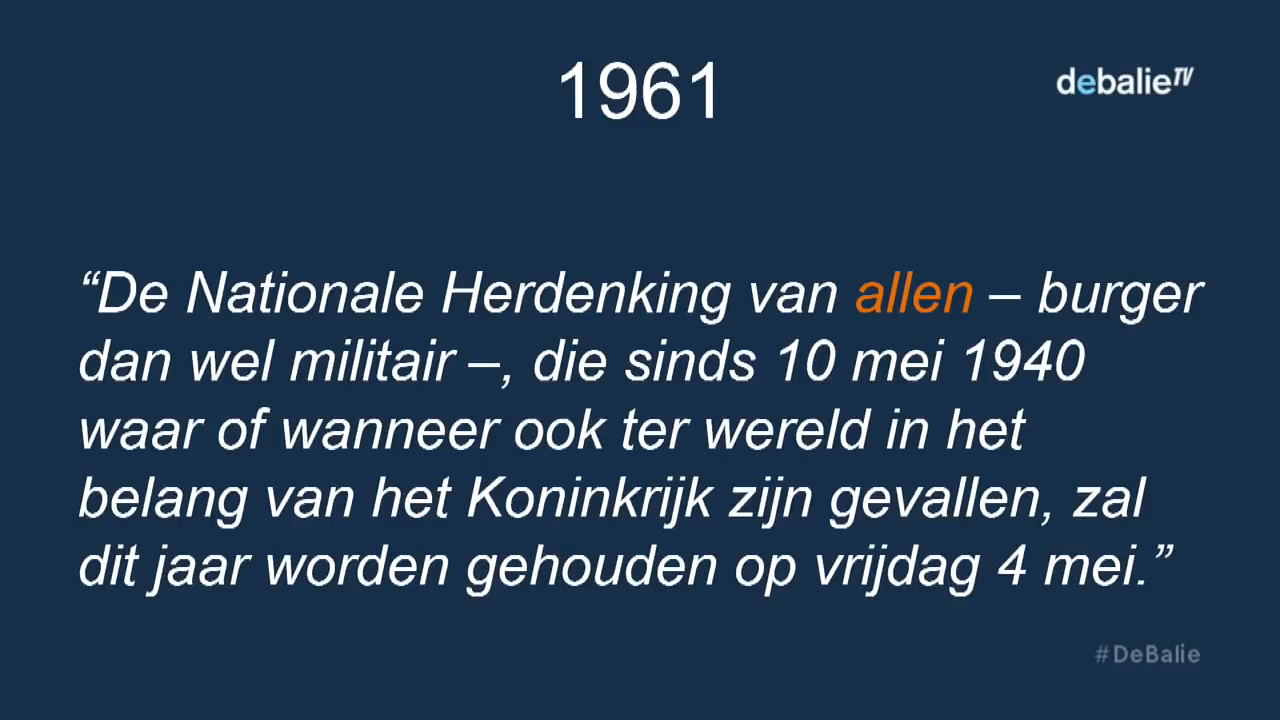 1961
debalieTV
“De Nationale Herdenking van allen – burger
dan wel militair –, die sinds 10 mei 1940
waar of wanneer ook ter wereld in het
belang van het Koninkrijk zijn gevallen, zal
dit jaar worden gehouden op vrijdag 4 mei.”
#DeBalie